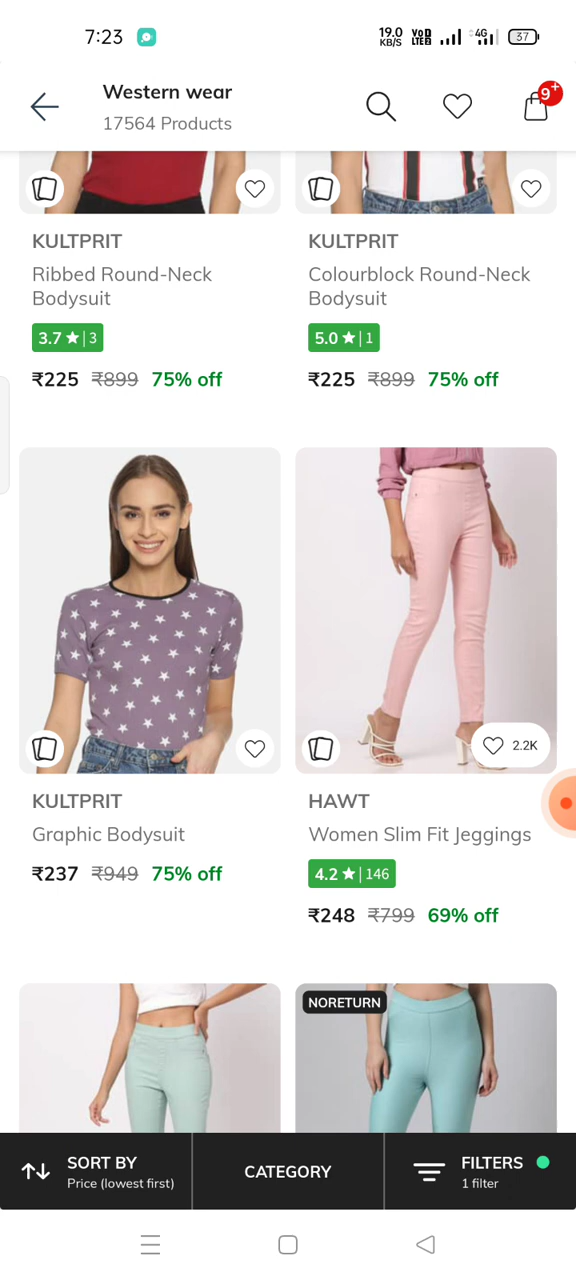 7:23
19.0 KB/S VoD LTE2 4G 37
Western wear
17564 Products
9+
KULTPRIT
Ribbed Round-Neck
Bodysuit
3.7 ★ | 3
₹225 ₹899 75% off
KULTPRIT
Colourblock Round-Neck
Bodysuit
5.0 ★ | 1
₹225 ₹899 75% off
KULTPRIT
Graphic Bodysuit
₹237 ₹949 75% off
2.2K
HAWT
Women Slim Fit Jeggings
4.2 ★ | 146
₹248 ₹799 69% off
NORETURN
SORT BY
Price (lowest first)
CATEGORY
FILTERS
1 filter